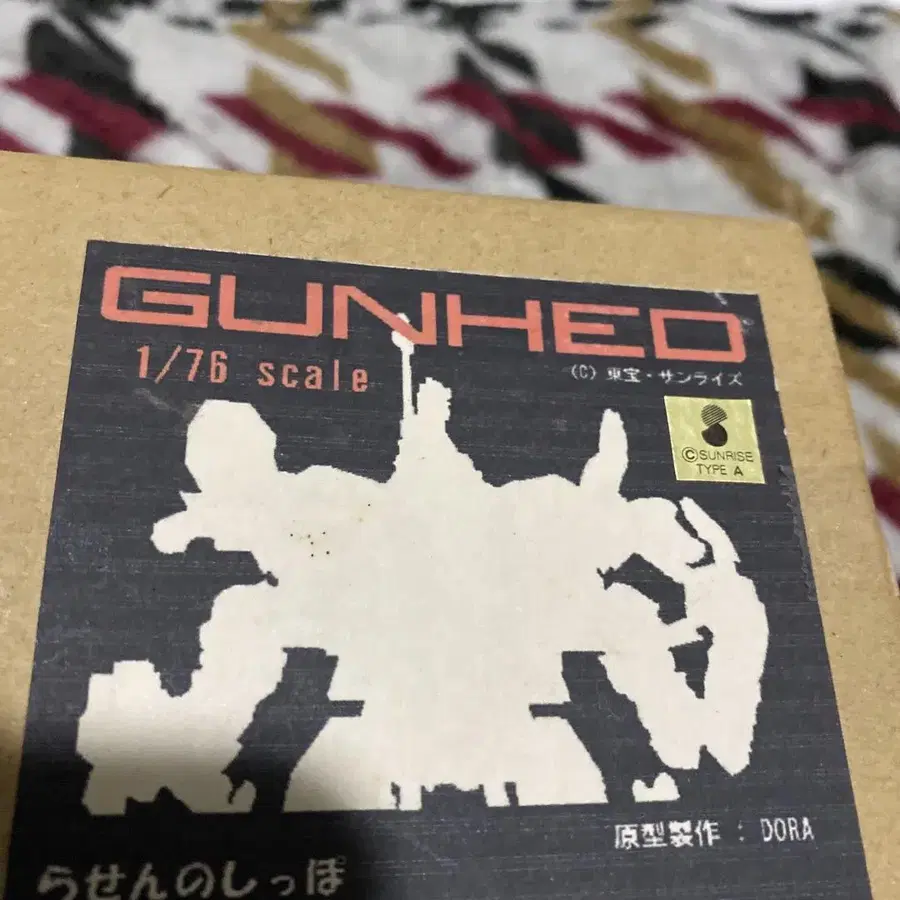 GUNHED
1/76 scale
(C) 東宝・サンライズ
©SUNRISE
TYPE A
原型製作 : DORA
らせんのしっぽ